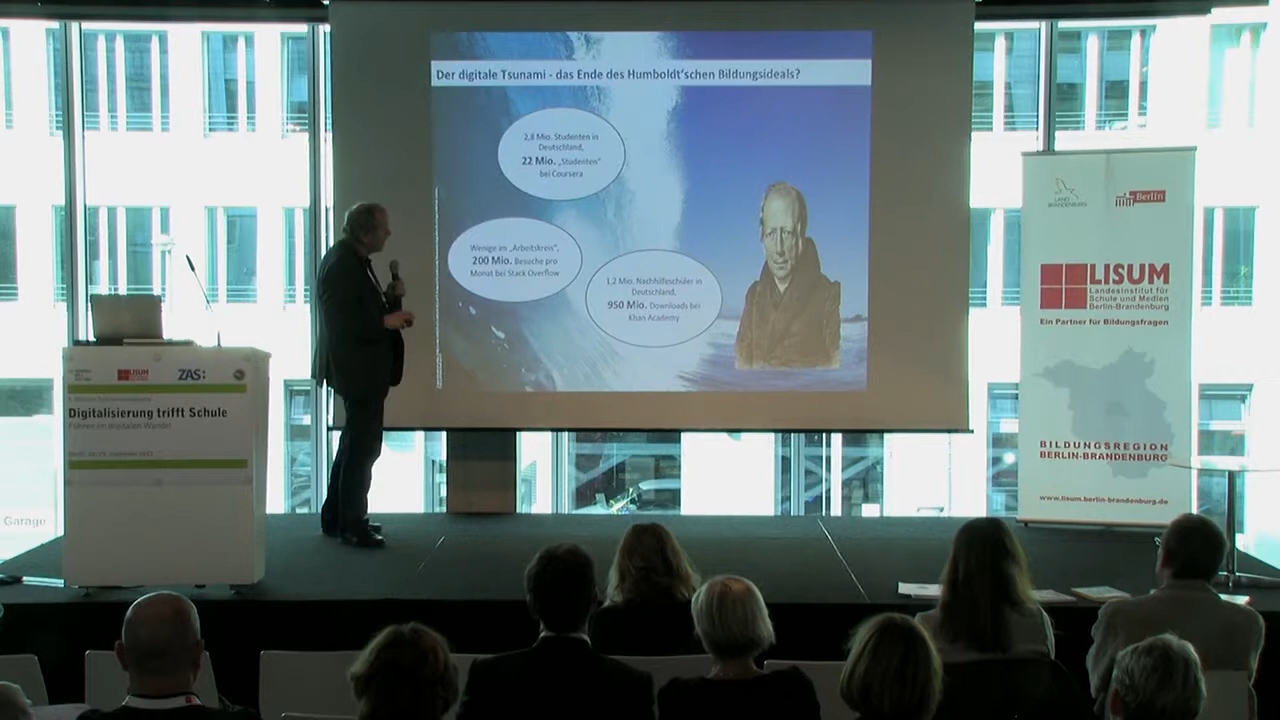 Der digitale Tsunami - das Ende des Humboldt'schen Bildungsideals?
2,8 Mio. Studenten in
Deutschland,
22 Mio. „Studenten"
bei Coursera
Wenige im „Arbeitskreis",
200 Mio. Besuche pro
Monat bei Stack Overflow
1,2 Mio. Nachhilfeschüler in
Deutschland,
950 Mio. Downloads bei
Khan Academy
LISUM
ZAS:
Digitalisierung trifft Schule
Führen im digitalen Wandel
Garage
LAND
BRANDENBURG
Berlin
LISUM
Landesinstitut für
Schule und Medien
Berlin-Brandenburg
Ein Partner für Bildungsfragen
BILDUNGSREGION
BERLIN-BRANDENBURG
www.lisum.berlin-brandenburg.de